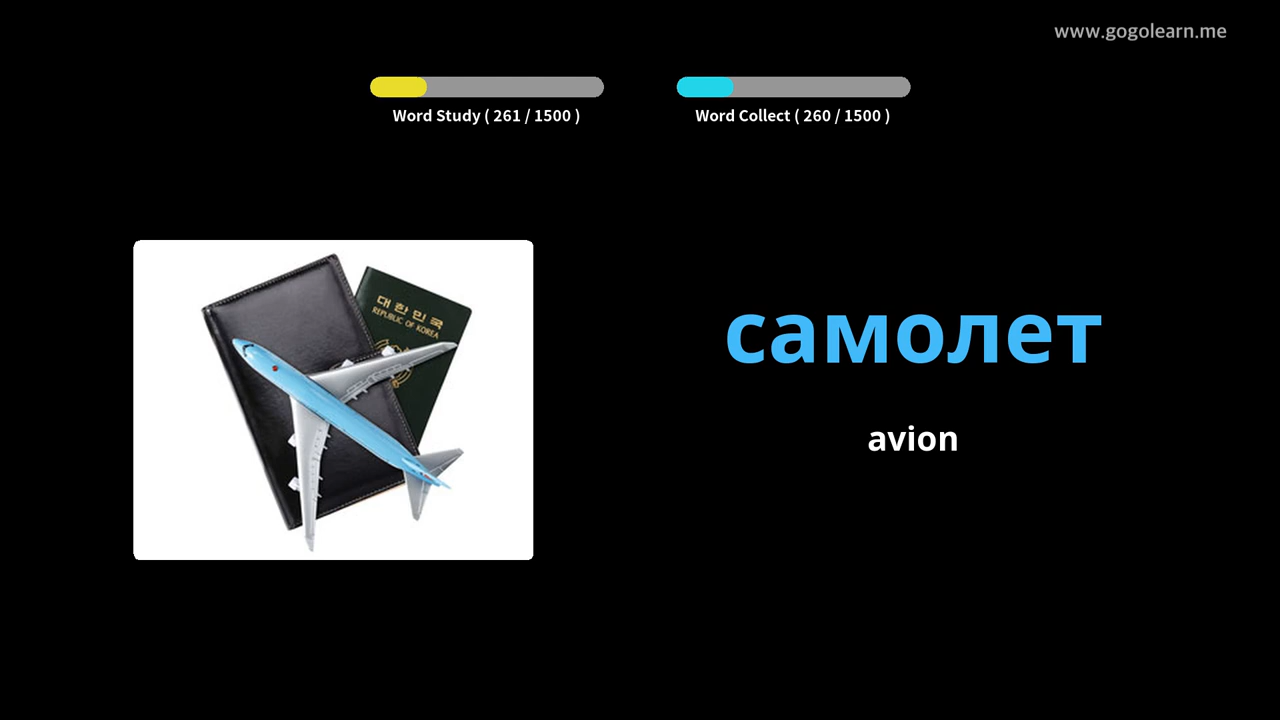 www.gogolearn.me
Word Study ( 261 / 1500 )
Word Collect ( 260 / 1500 )
대한민국
REPUBLIC OF KOREA
самолет
avion